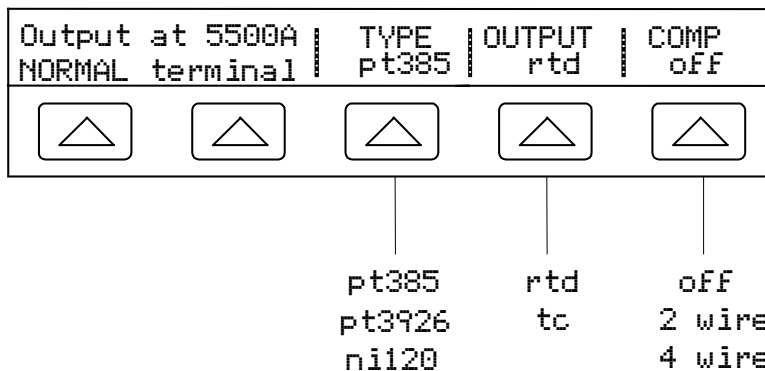 Output at 5500A TYPE OUTPUT COMP
NORMAL terminal pt385 rtd off
pt385 rtd off
pt3926 tc 2 wire
ni120 4 wire